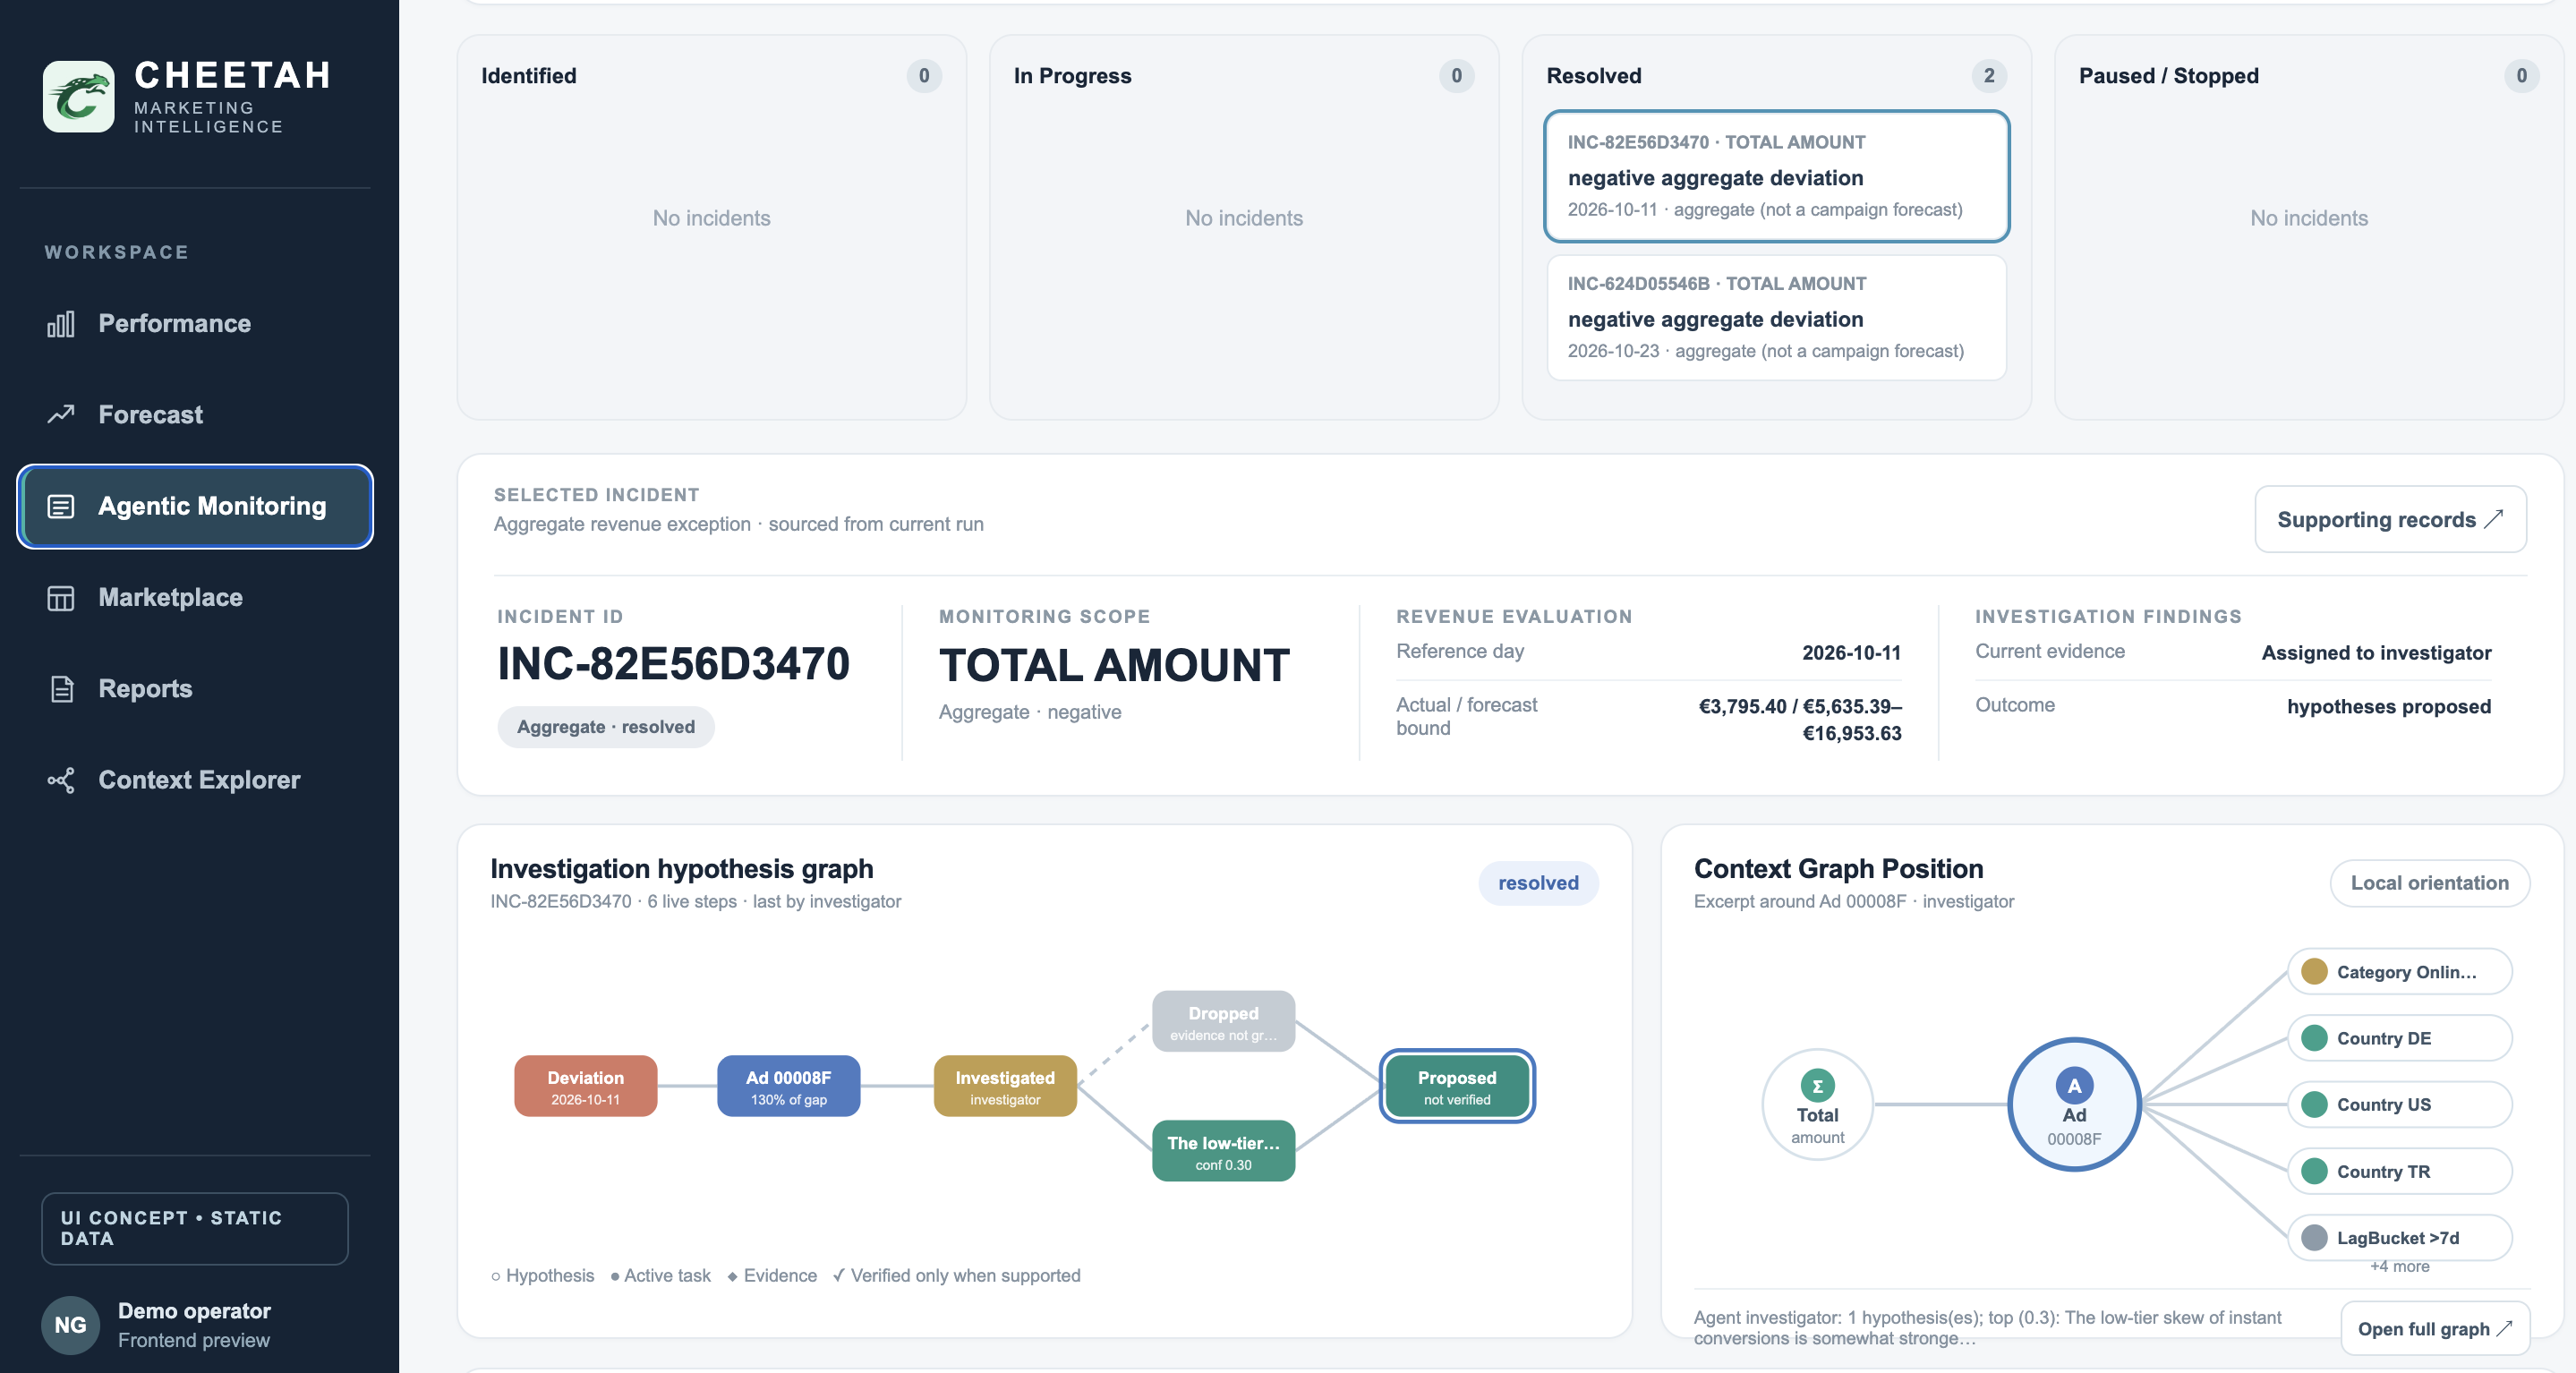 CHEETAH
MARKETING
INTELLIGENCE
WORKSPACE
Performance
Forecast
Agentic Monitoring
Marketplace
Reports
Context Explorer
UI CONCEPT • STATIC
DATA
NG
Demo operator
Frontend preview
Identified 0
No incidents
In Progress 0
No incidents
Resolved 2
INC-82E56D3470 · TOTAL AMOUNT
negative aggregate deviation
2026-10-11 · aggregate (not a campaign forecast)
INC-624D05546B · TOTAL AMOUNT
negative aggregate deviation
2026-10-23 · aggregate (not a campaign forecast)
Paused / Stopped 0
No incidents
SELECTED INCIDENT
Aggregate revenue exception · sourced from current run
Supporting records ↗
INCIDENT ID
INC-82E56D3470
Aggregate · resolved
MONITORING SCOPE
TOTAL AMOUNT
Aggregate · negative
REVENUE EVALUATION
Reference day 2026-10-11
Actual / forecast
bound
€3,795.40 / €5,635.39–
€16,953.63
INVESTIGATION FINDINGS
Current evidence Assigned to investigator
Outcome hypotheses proposed
Investigation hypothesis graph
INC-82E56D3470 · 6 live steps · last by investigator
resolved
Deviation
2026-10-11
Ad 00008F
130% of gap
Investigated
investigator
Dropped
evidence not gr…
The low-tier…
conf 0.30
Proposed
not verified
○ Hypothesis ● Active task ◆ Evidence ✓ Verified only when supported
Context Graph Position
Excerpt around Ad 00008F · investigator
Local orientation
Σ
Total
amount
A
Ad
00008F
Category Onlin…
Country DE
Country US
Country TR
LagBucket >7d
+4 more
Agent investigator: 1 hypothesis(es); top (0.3): The low-tier skew of instant
conversions is somewhat stronge…
Open full graph ↗